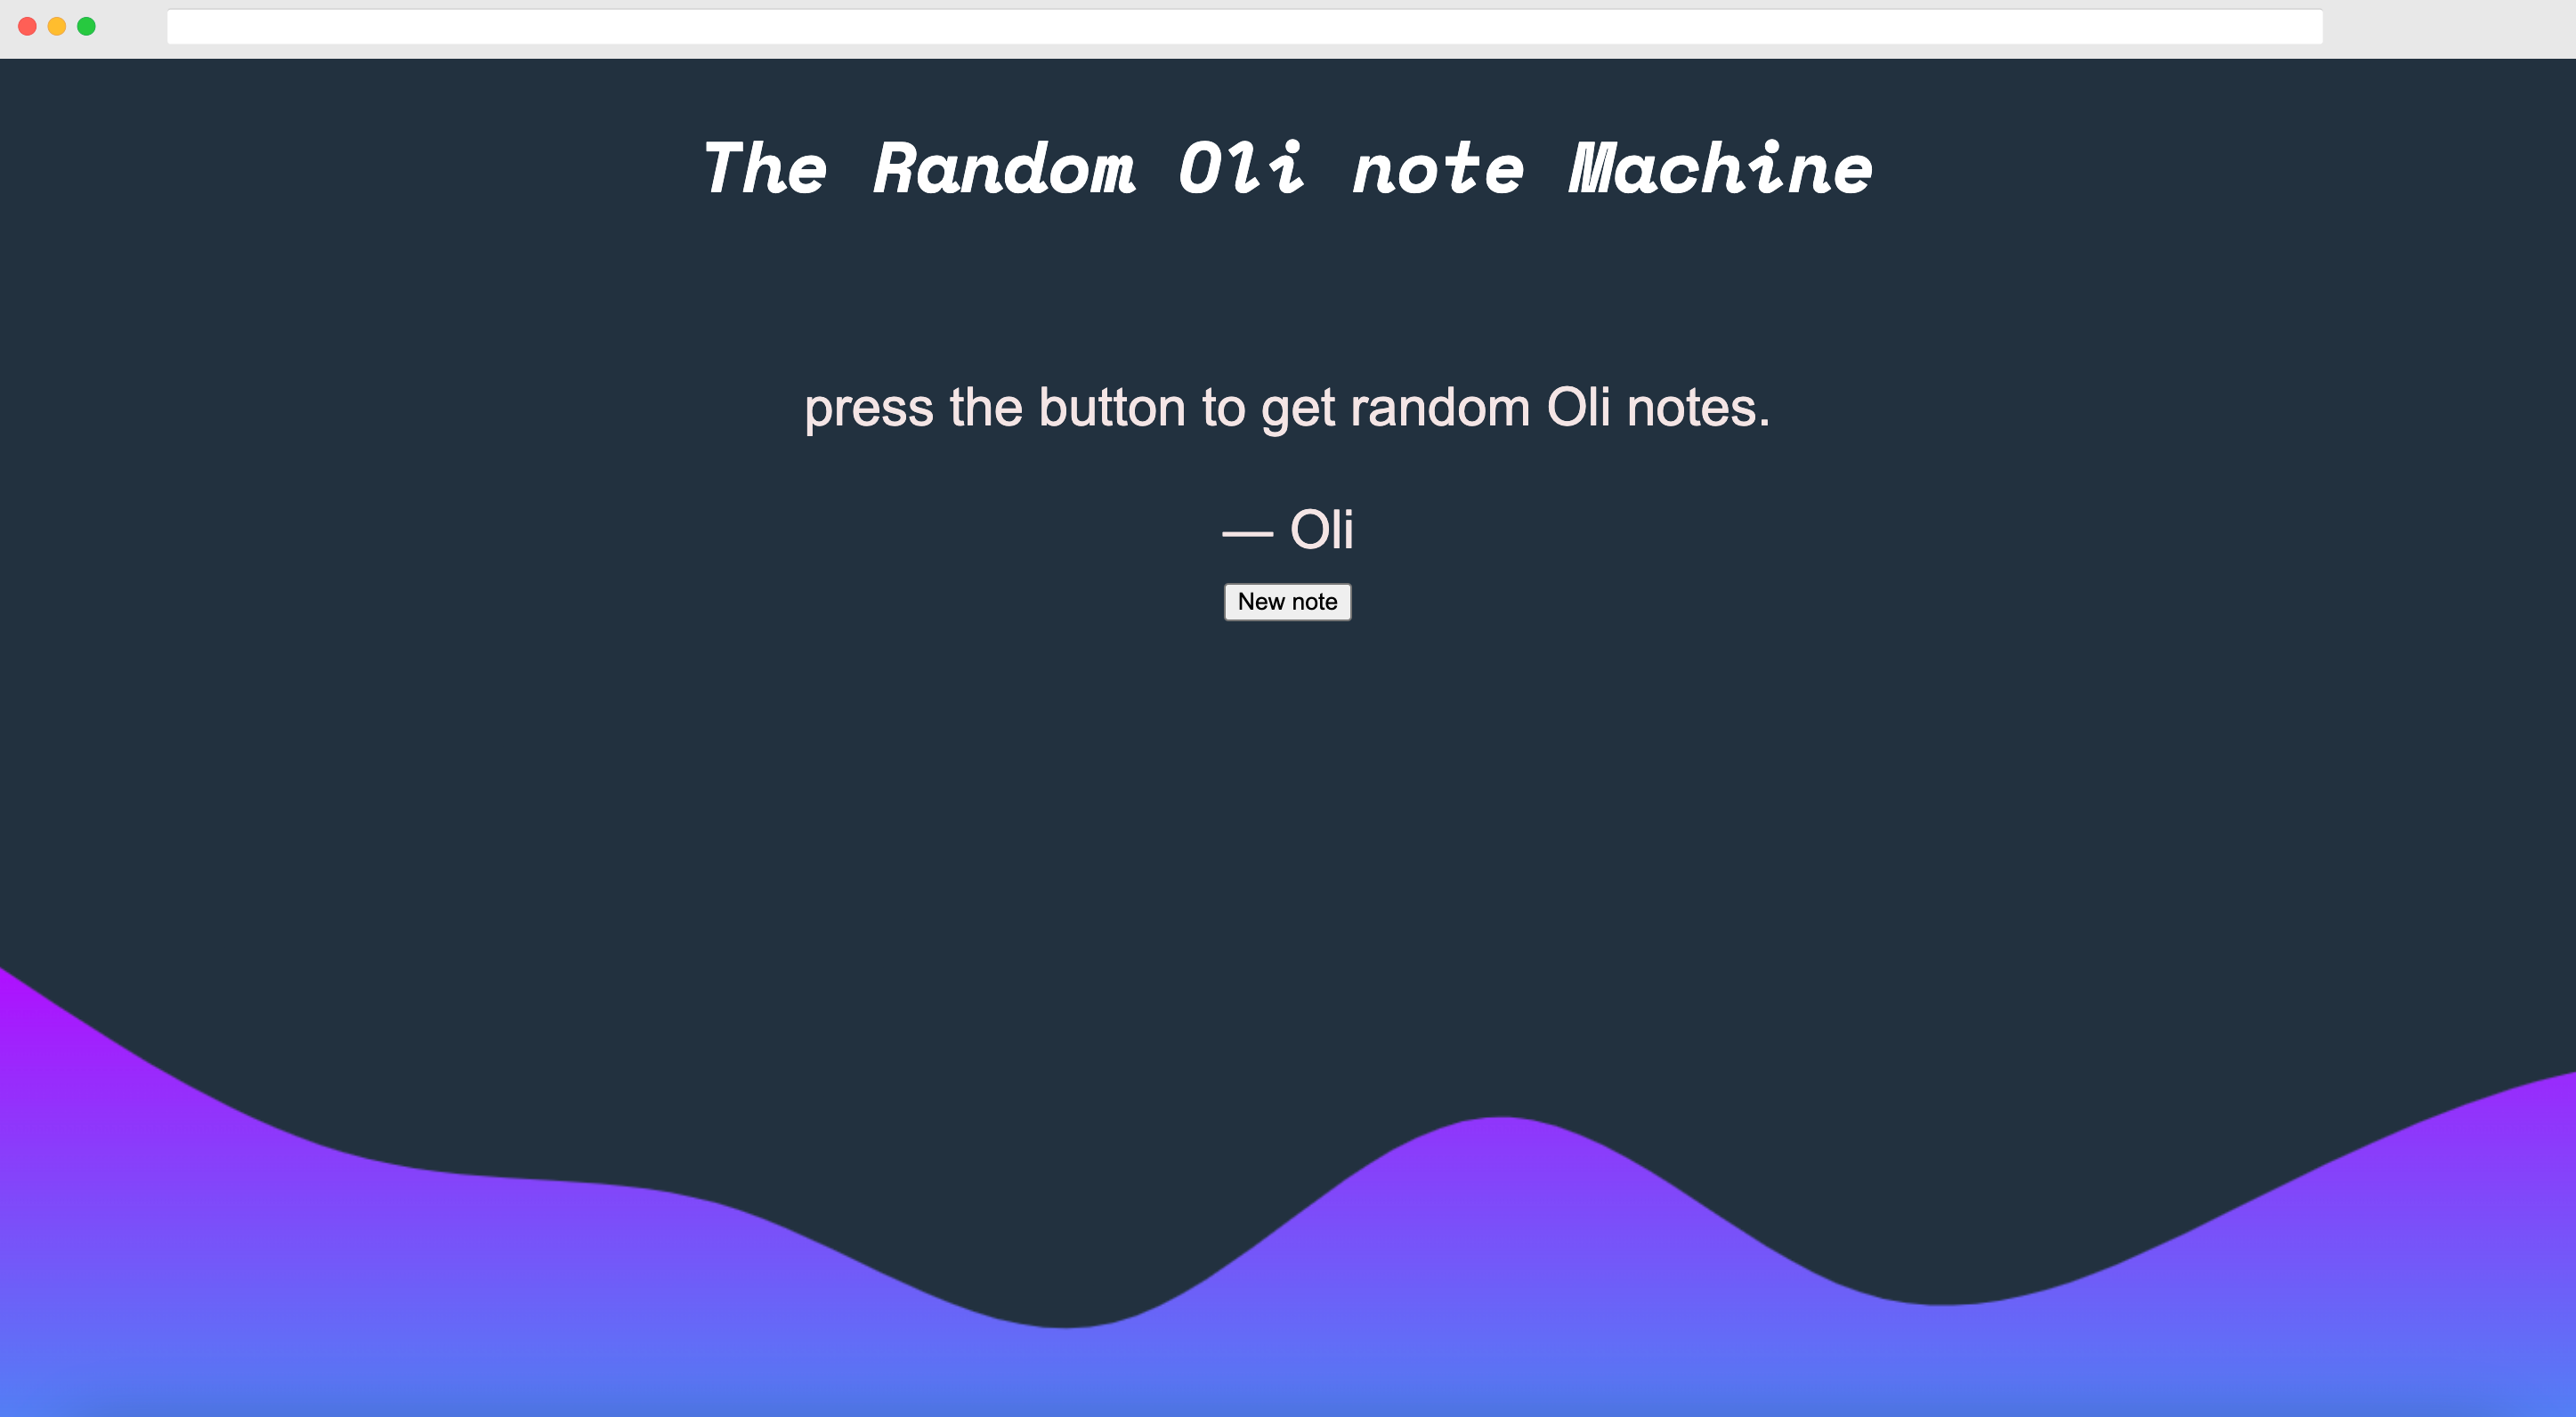 The Random Oli note Machine
press the button to get random Oli notes.
— Oli
New note